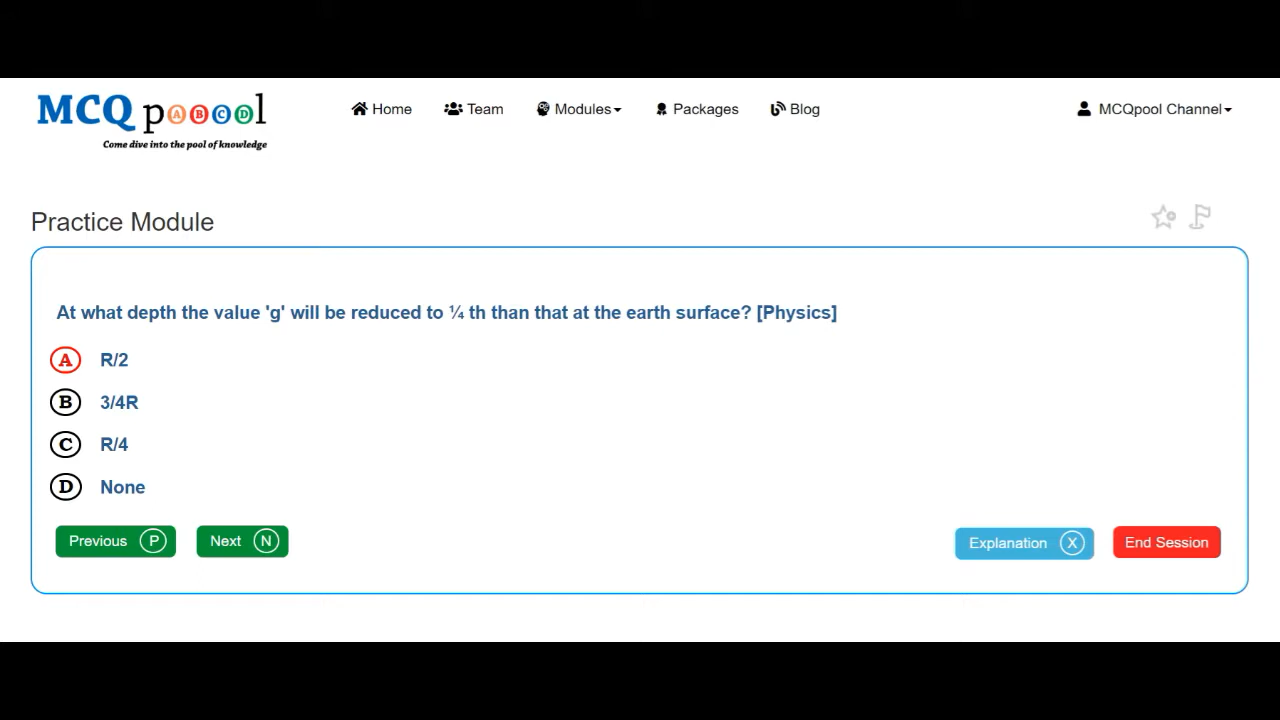 MCQ pABCDl
Come dive into the pool of knowledge
Home Team Modules Packages Blog MCQpool Channel
Practice Module
At what depth the value 'g' will be reduced to ¼ th than that at the earth surface? [Physics]
A R/2
B 3/4R
C R/4
D None
Previous P Next N Explanation X End Session